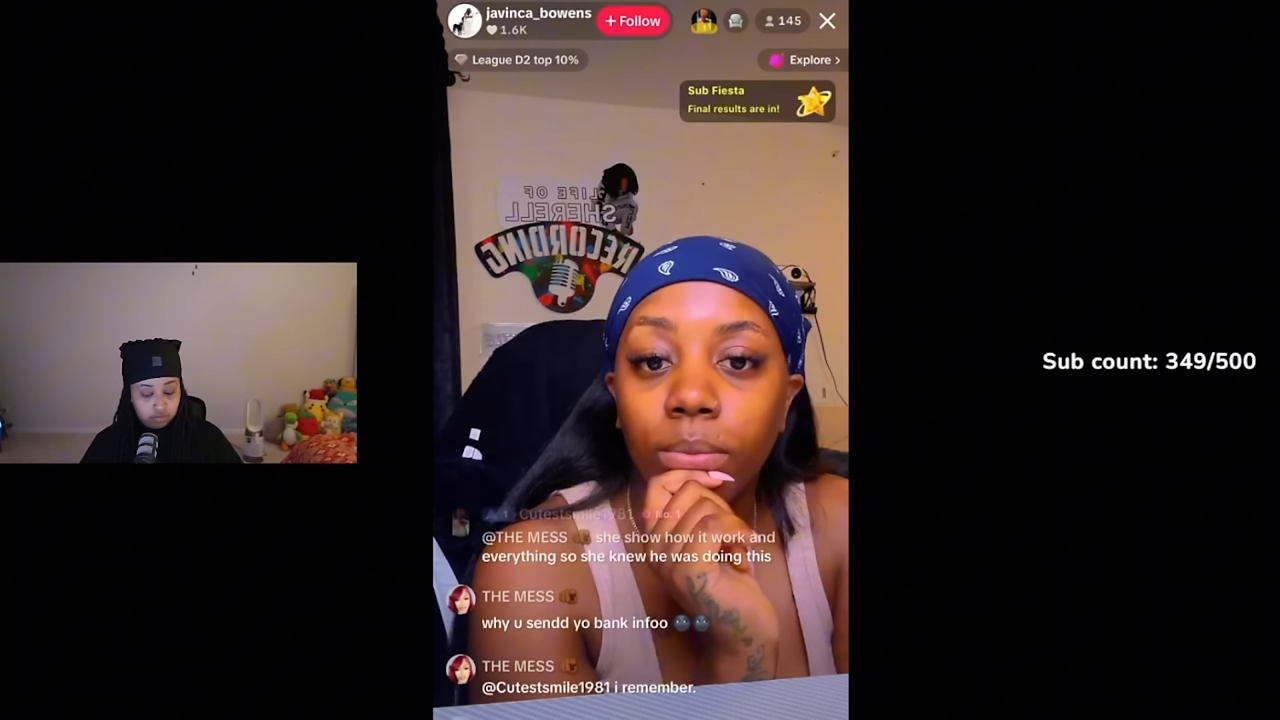 javinca_bowens
1.6K
+ Follow
145
League D2 top 10%
Explore >
Sub Fiesta
Final results are in!
LIFE OF
SHERELL
RECORDING
Sub count: 349/500
Cutestsmile1981 No. 1
@THE MESS she show how it work and
everything so she knew he was doing this
THE MESS
why u sendd yo bank infoo
THE MESS
@Cutestsmile1981 i remember.